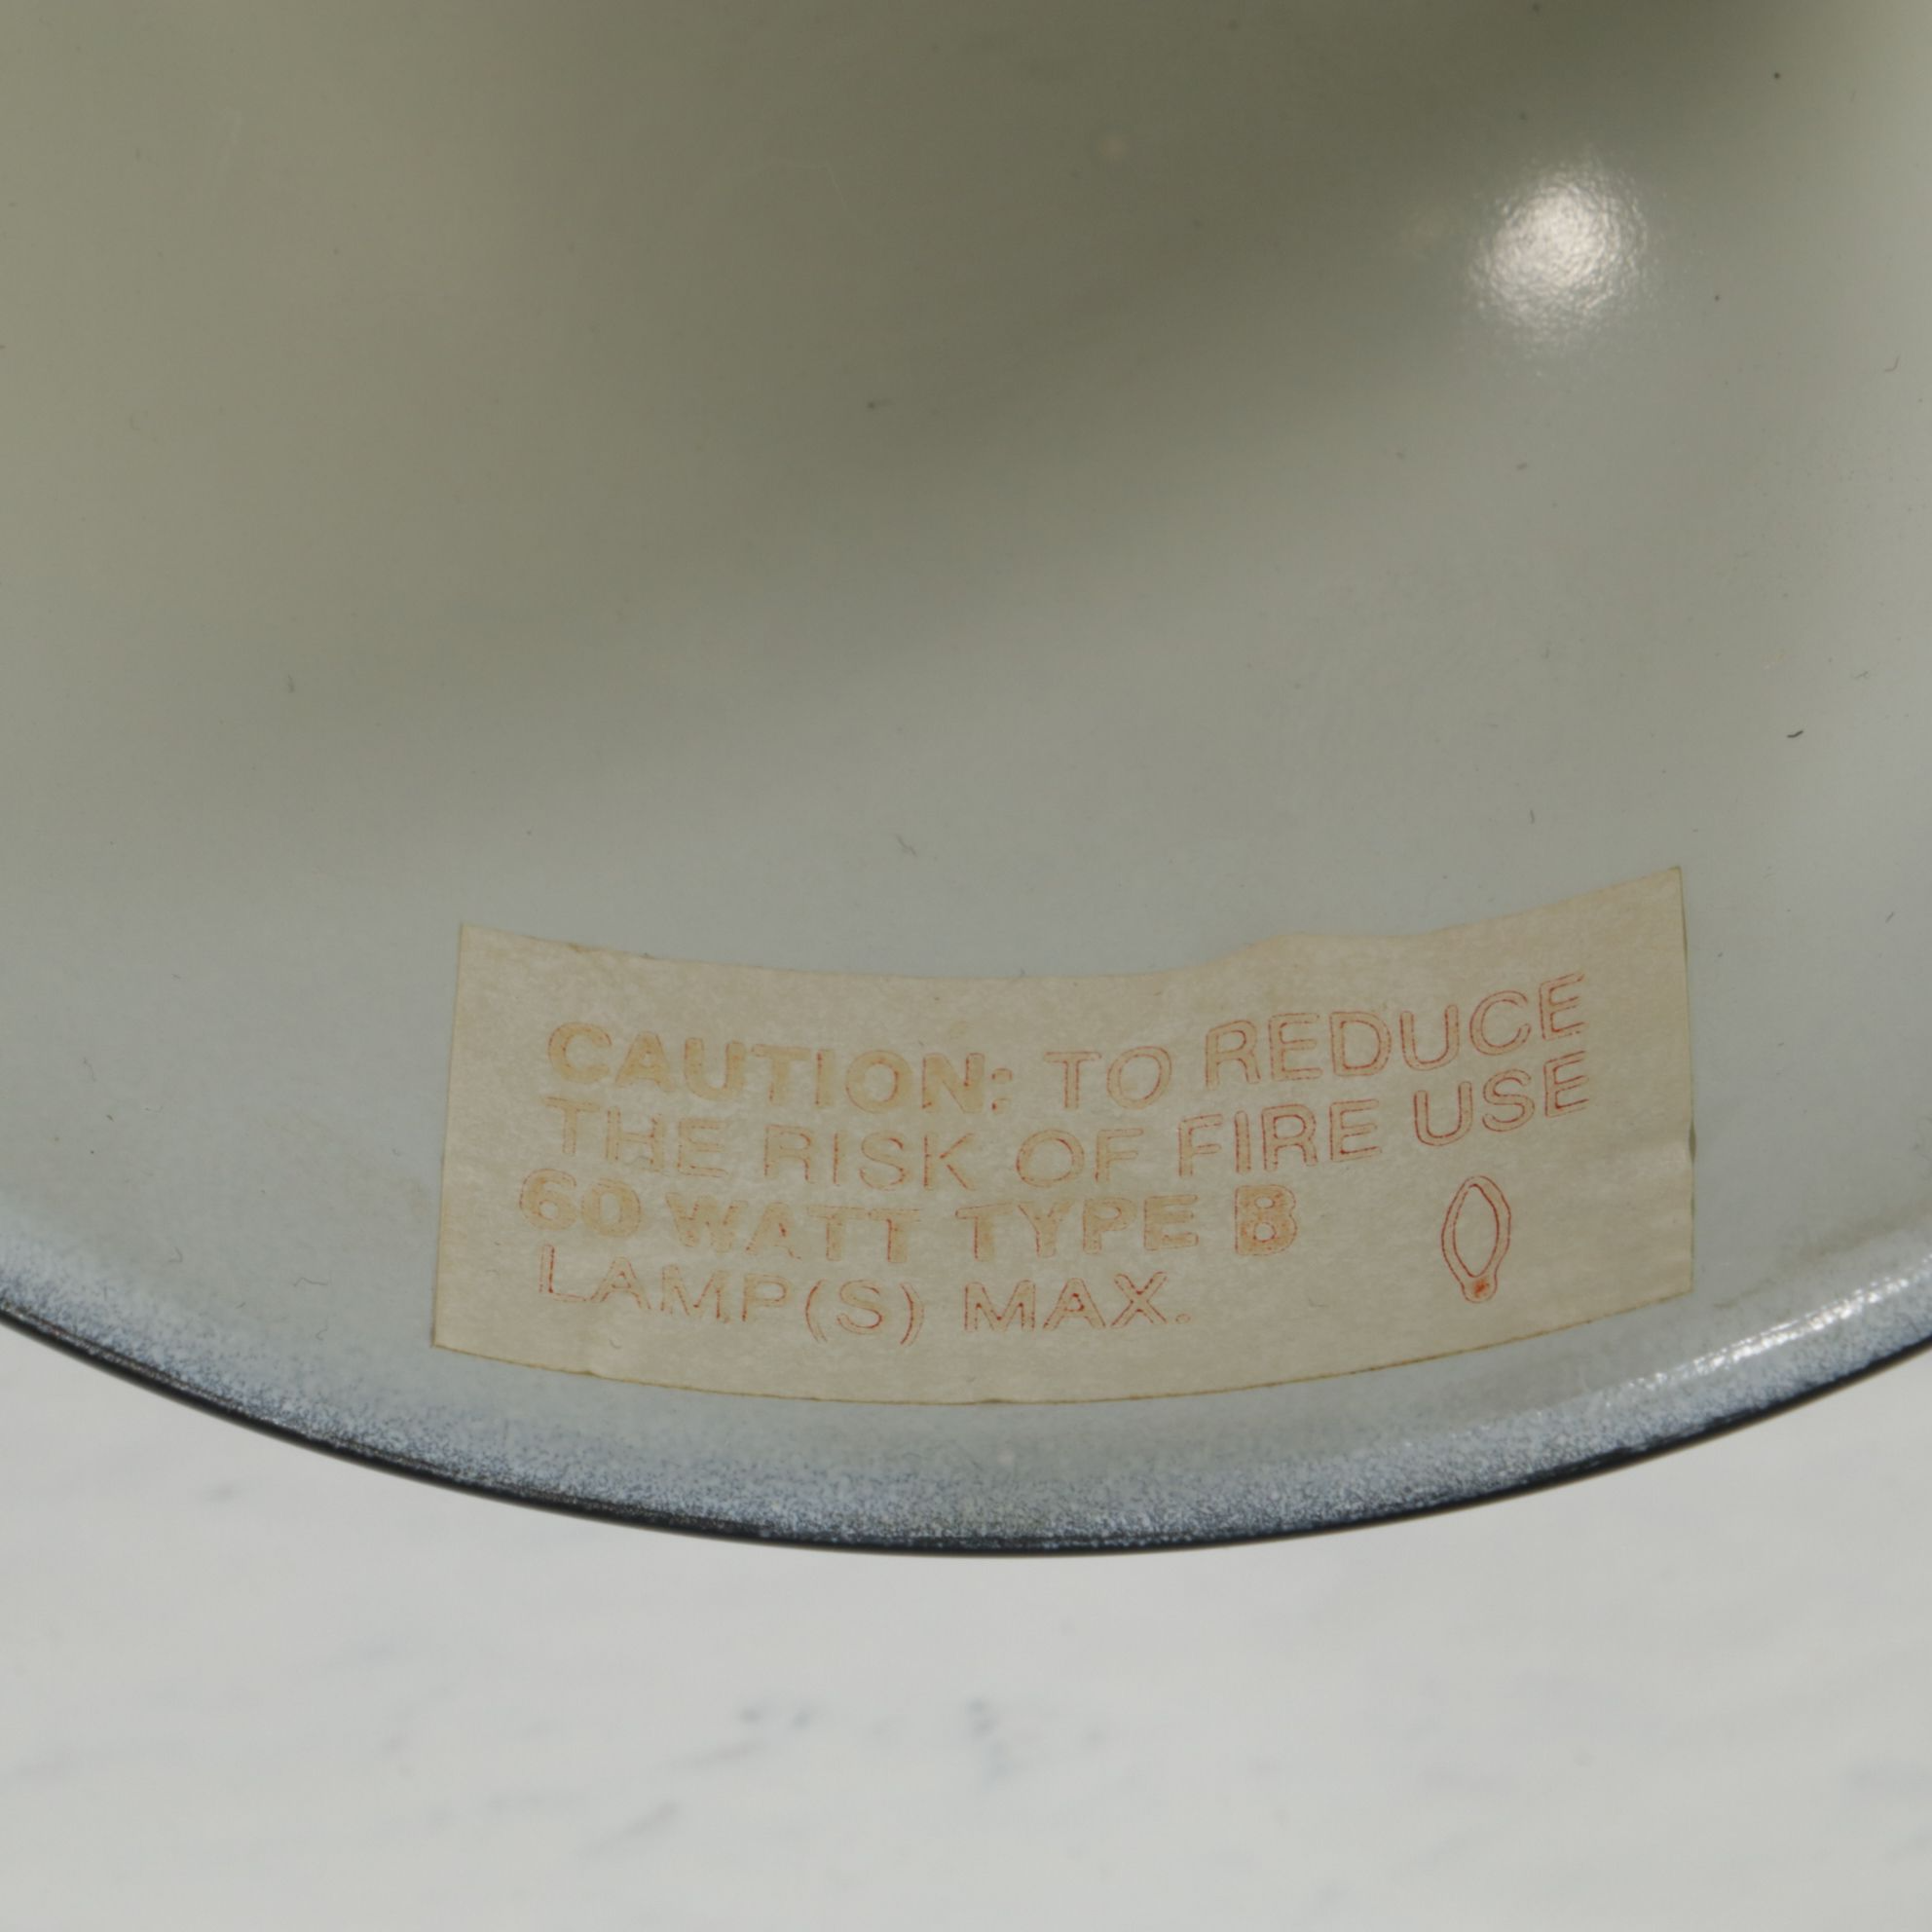 CAUTION: TO REDUCE
THE RISK OF FIRE USE
60 WATT TYPE B
LAMP(S) MAX.